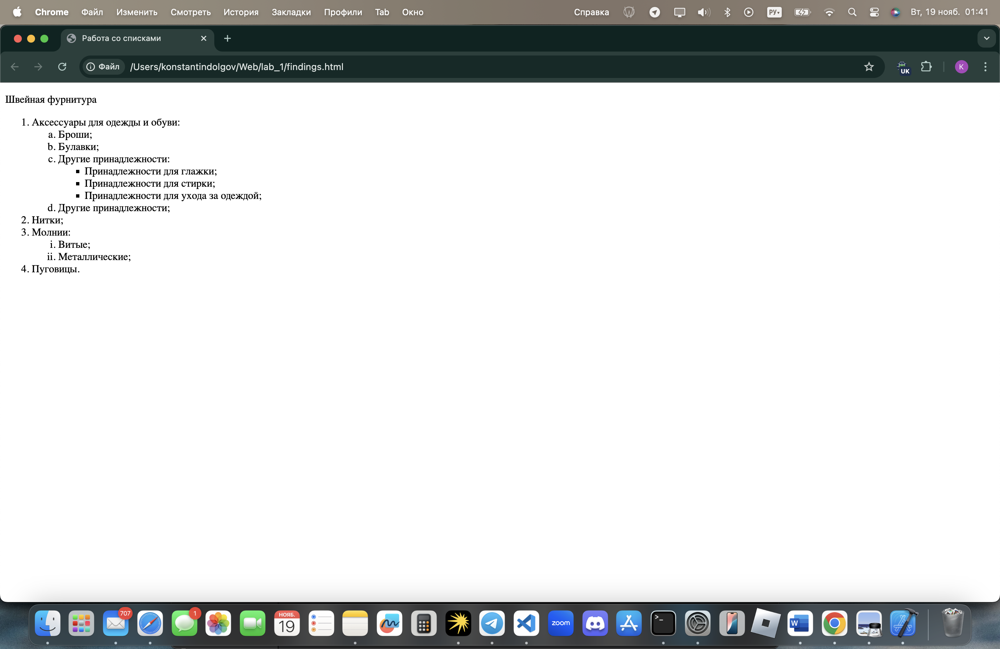 Chrome Файл Изменить Смотреть История Закладки Профили Tab Окно Справка РУ Вт, 19 нояб. 01:41
Работа со списками
Файл /Users/konstantindolgov/Web/lab_1/findings.html UK K
Швейная фурнитура
1. Аксессуары для одежды и обуви:
a. Броши;
b. Булавки;
c. Другие принадлежности:
▪ Принадлежности для глажки;
▪ Принадлежности для стирки;
▪ Принадлежности для ухода за одеждой;
d. Другие принадлежности;
2. Нитки;
3. Молнии:
i. Витые;
ii. Металлические;
4. Пуговицы.
707 1 НОЯБ. 19 zoom >_ W